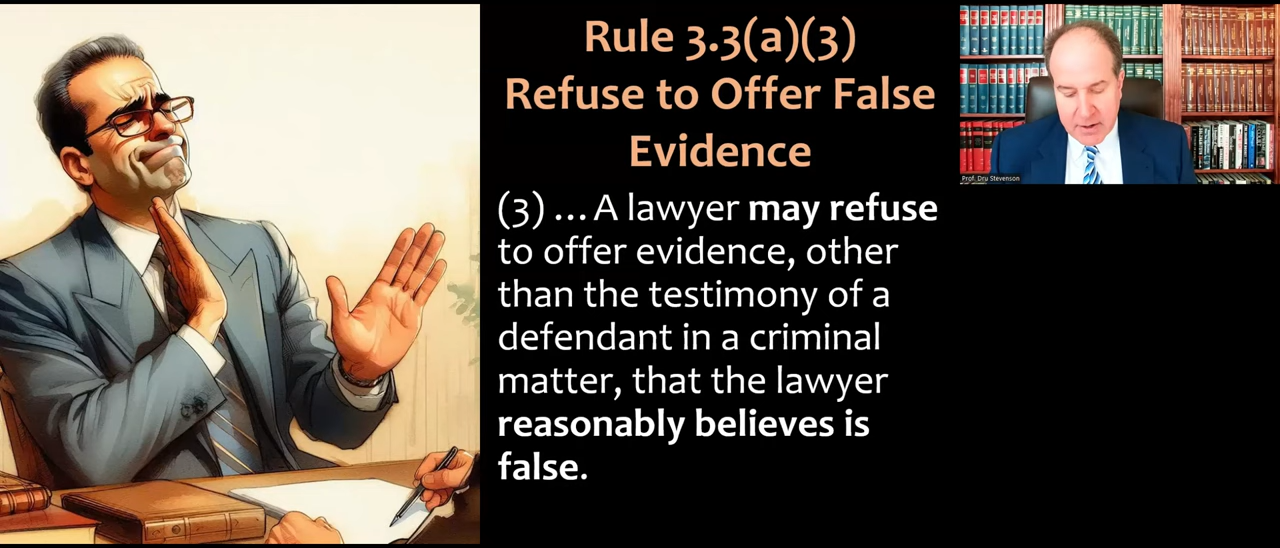 Rule 3.3(a)(3)
Refuse to Offer False
Evidence
(3) ... A lawyer may refuse
to offer evidence, other
than the testimony of a
defendant in a criminal
matter, that the lawyer
reasonably believes is
false.
Prof. Dru Stevenson